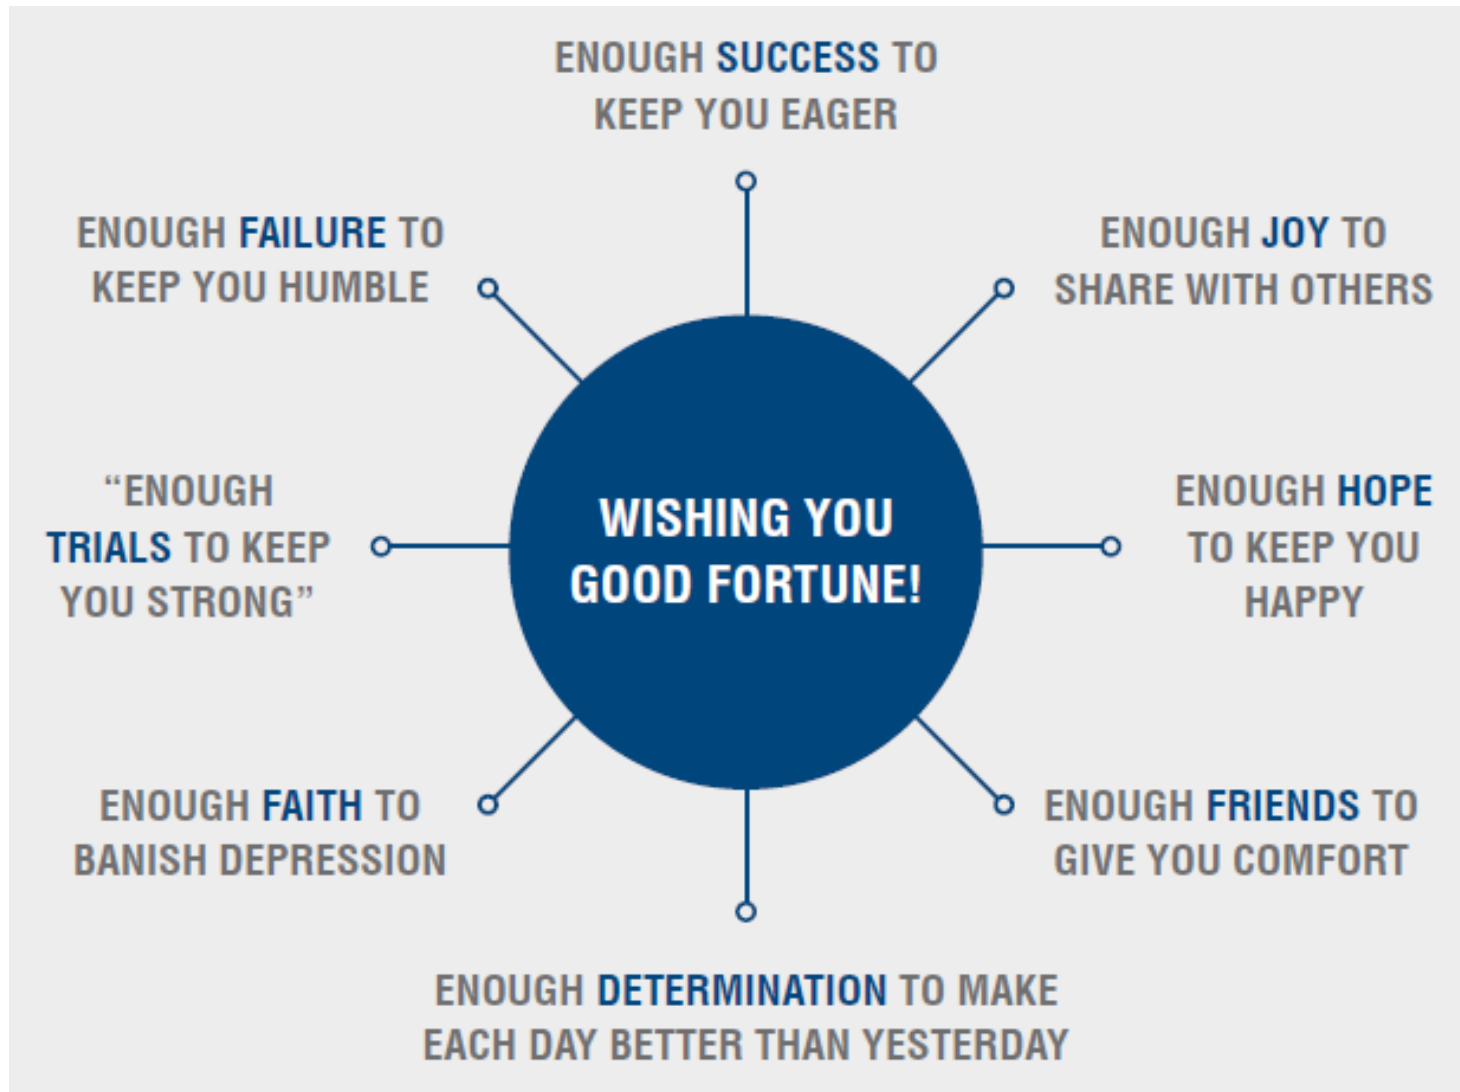 ENOUGH SUCCESS TO
KEEP YOU EAGER
ENOUGH FAILURE TO
KEEP YOU HUMBLE
ENOUGH JOY TO
SHARE WITH OTHERS
“ENOUGH
TRIALS TO KEEP
YOU STRONG”
WISHING YOU
GOOD FORTUNE!
ENOUGH HOPE
TO KEEP YOU
HAPPY
ENOUGH FAITH TO
BANISH DEPRESSION
ENOUGH FRIENDS TO
GIVE YOU COMFORT
ENOUGH DETERMINATION TO MAKE
EACH DAY BETTER THAN YESTERDAY